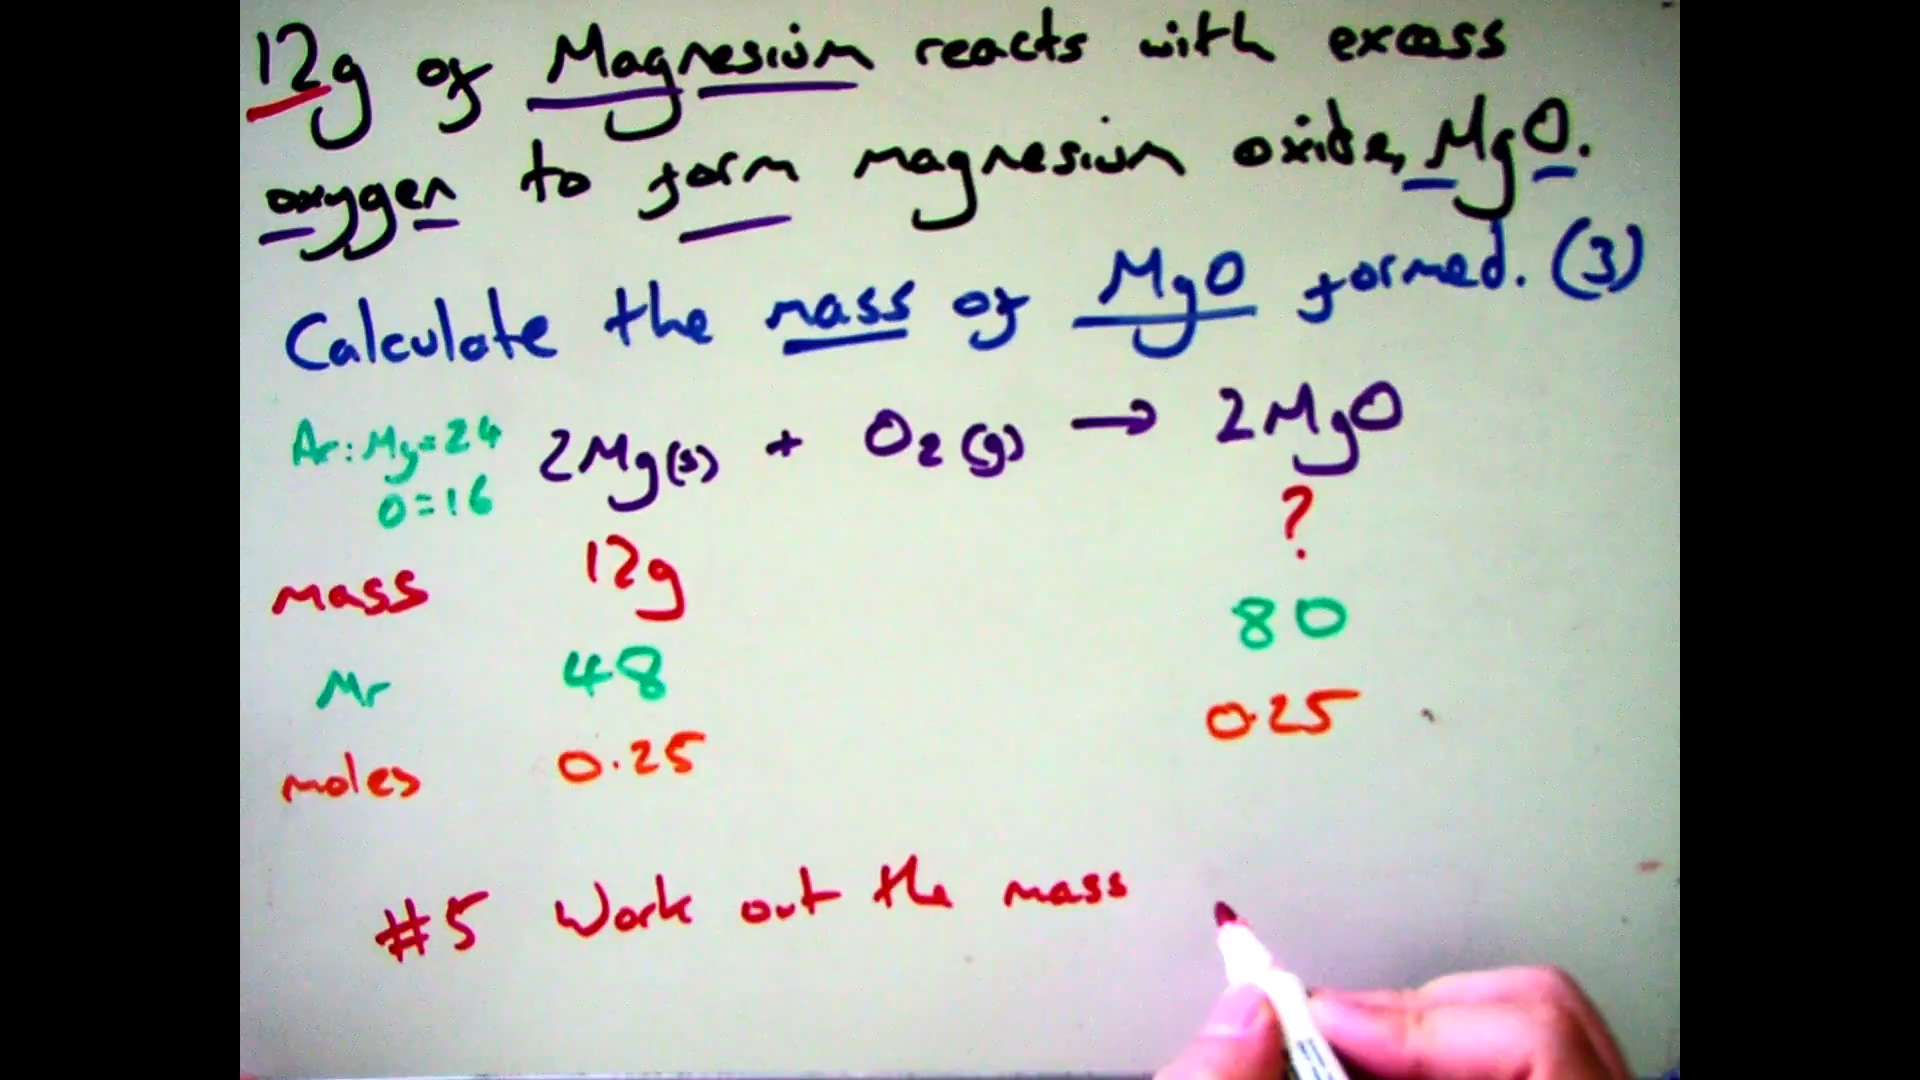 12g of Magnesium reacts with excess
oxygen to form magnesium oxide, MgO.
Calculate the mass of MgO formed. (3)
Ar: Mg=24
O=16
2Mg(s) + O2(g) → 2MgO
mass 12g ?
Mr 48 80
moles 0.25 0.25
#5 Work out the mass